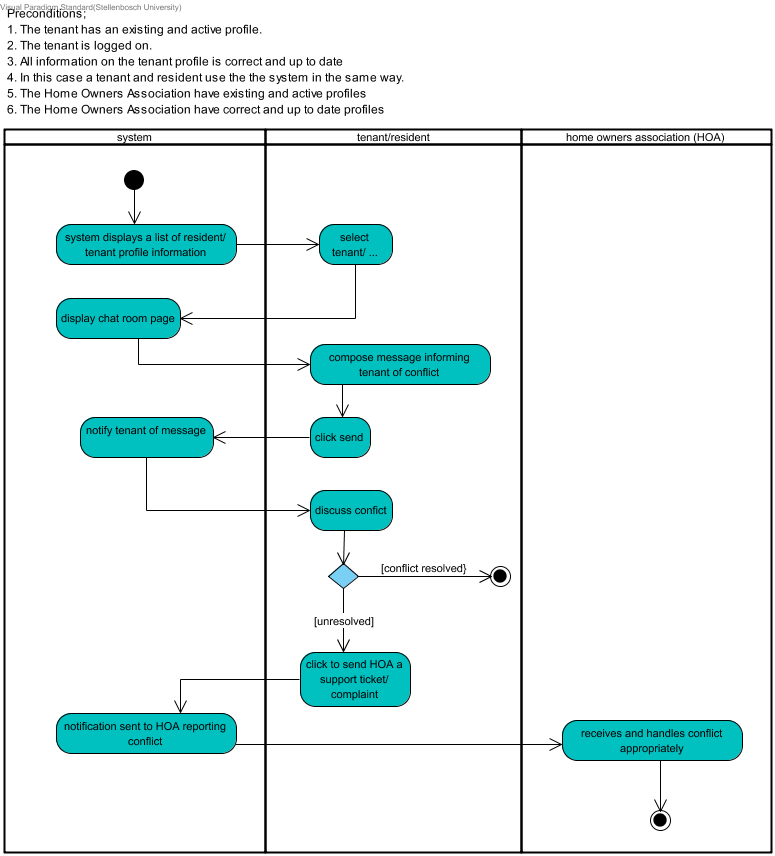 Visual Paradigm Standard(Stellenbosch University)
Preconditions;
1. The tenant has an existing and active profile.
2. The tenant is logged on.
3. All information on the tenant profile is correct and up to date
4. In this case a tenant and resident use the the system in the same way.
5. The Home Owners Association have existing and active profiles
6. The Home Owners Association have correct and up to date profiles
system
tenant/resident
home owners association (HOA)
system displays a list of resident/
tenant profile information
select
tenant/ ...
display chat room page
compose message informing
tenant of conflict
click send
notify tenant of message
discuss confict
[conflict resolved}
[unresolved]
click to send HOA a
support ticket/
complaint
notification sent to HOA reporting
conflict
receives and handles conflict
appropriately